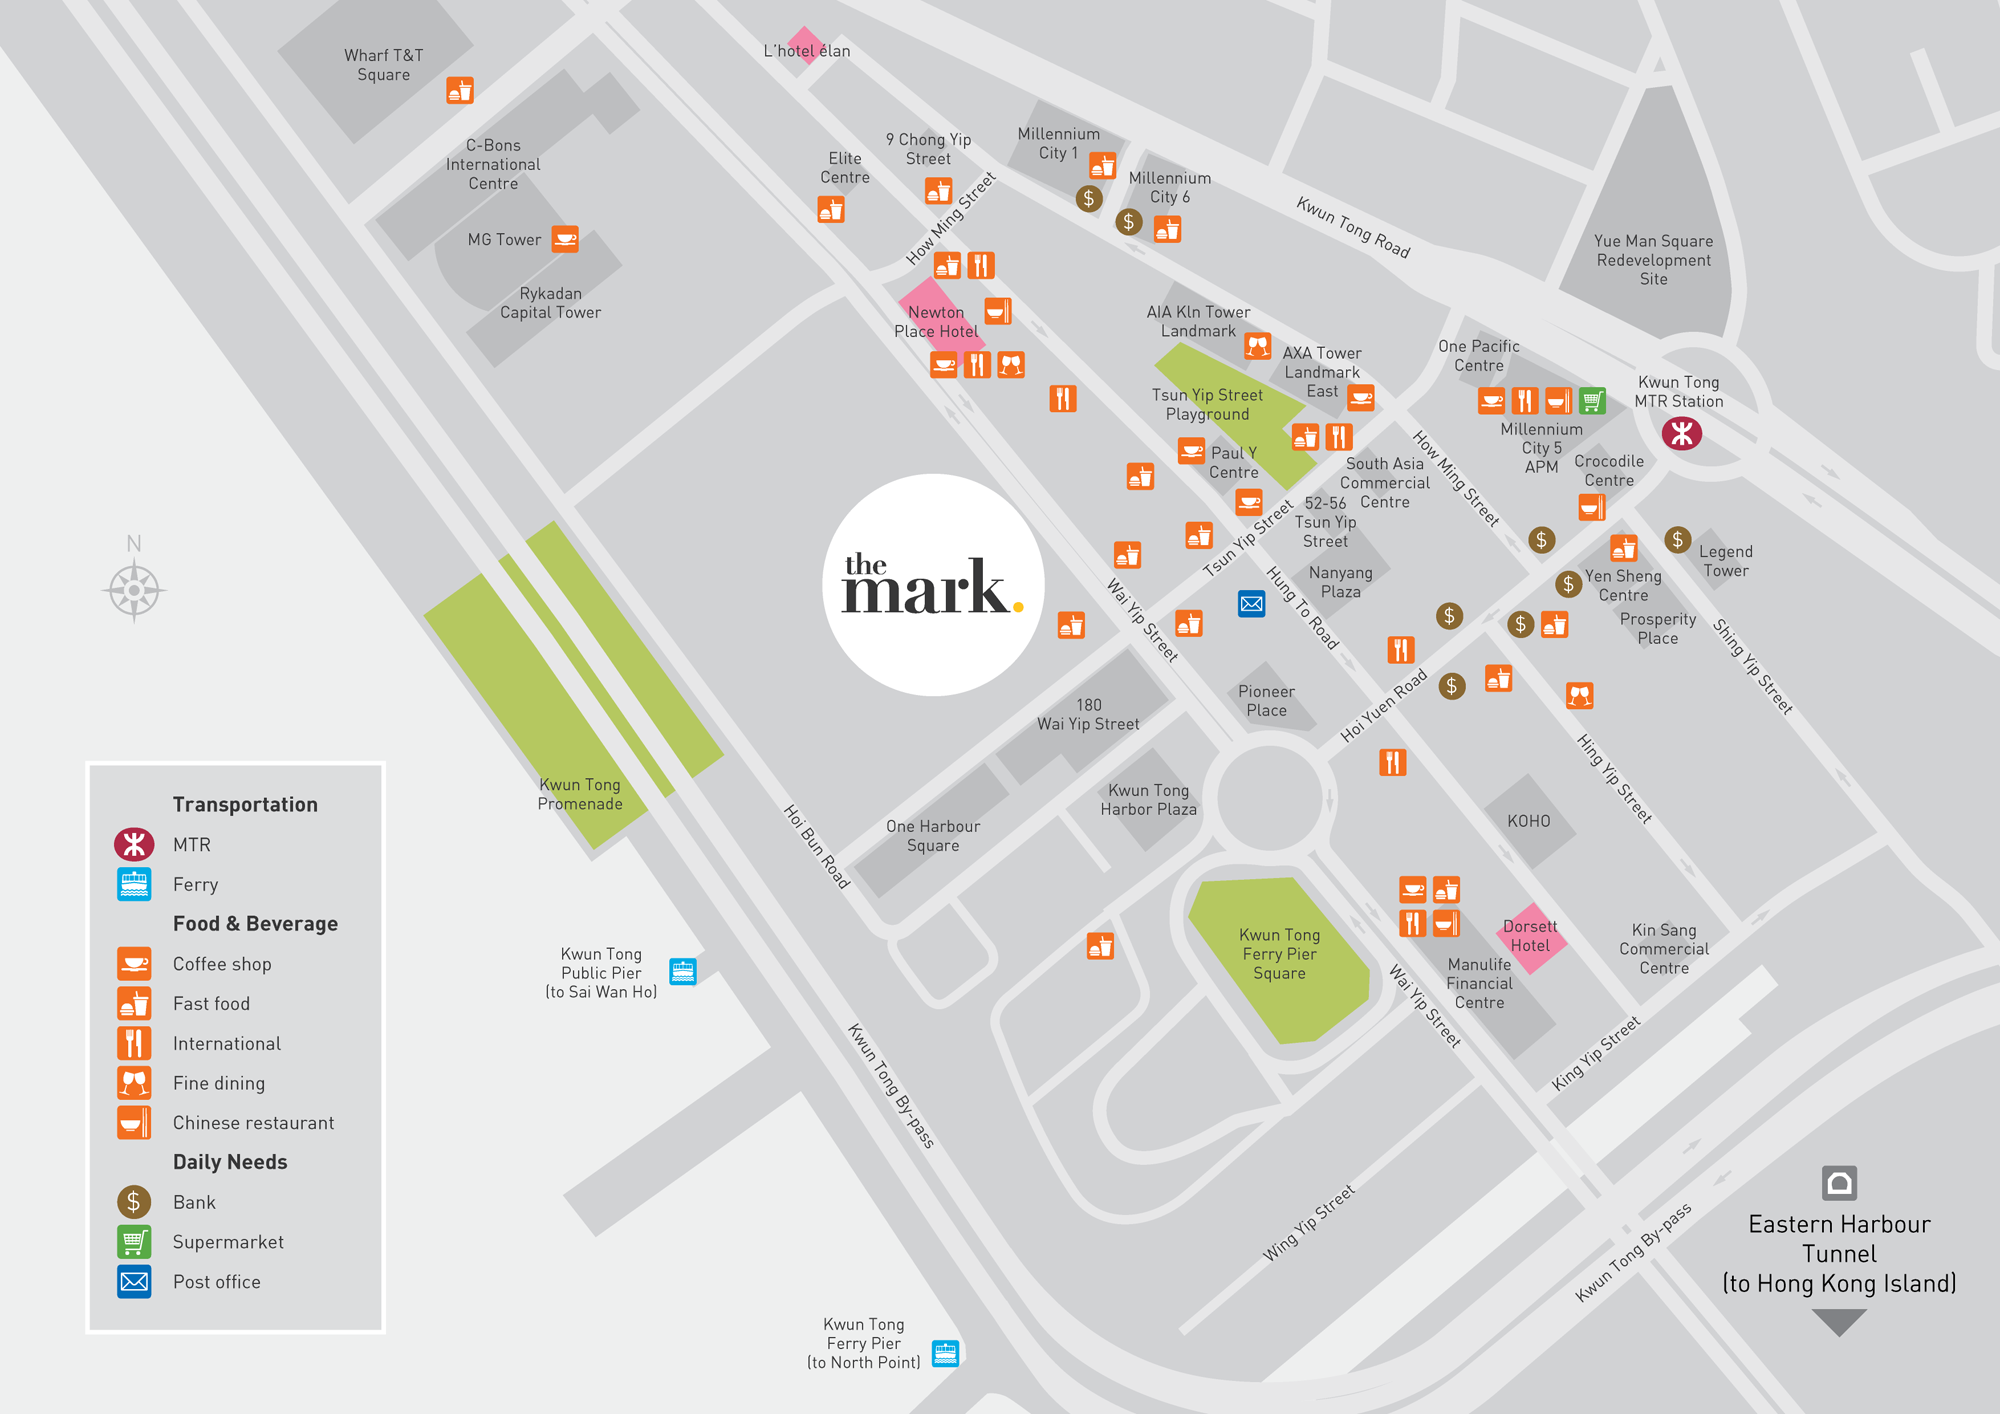 L'hotel élan
Wharf T&T
Square
C-Bons
International
Centre
MG Tower
Rykadan
Capital Tower
Elite
Centre
9 Chong Yip
Street
Millennium
City 1
Millennium
City 6
How Ming Street
Kwun Tong Road
Yue Man Square
Redevelopment
Site
Newton
Place Hotel
AIA Kln Tower
Landmark
AXA Tower
Landmark
East
One Pacific
Centre
Kwun Tong
MTR Station
Tsun Yip Street
Playground
Millennium
City 5
APM
Crocodile
Centre
Paul Y
Centre
South Asia
Commercial
Centre
How Ming Street
52-56
Tsun Yip
Street
Tsun Yip Street
Legend
Tower
Yen Sheng
Centre
Nanyang
Plaza
Prosperity
Place
N
the
mark.
Wai Yip Street
Hung To Road
Shing Yip Street
Pioneer
Place
Hoi Yuen Road
180
Wai Yip Street
Hing Yip Street
Kwun Tong
Promenade
Kwun Tong
Harbor Plaza
KOHO
One Harbour
Square
Hoi Bun Road
Kwun Tong
Public Pier
(to Sai Wan Ho)
Kwun Tong
Ferry Pier
Square
Dorsett
Hotel
Kin Sang
Commercial
Centre
Manulife
Financial
Centre
Wai Yip Street
King Yip Street
Kwun Tong By-pass
Wing Yip Street
Kwun Tong By-pass
Eastern Harbour
Tunnel
(to Hong Kong Island)
Kwun Tong
Ferry Pier
(to North Point)
Transportation
MTR
Ferry
Food & Beverage
Coffee shop
Fast food
International
Fine dining
Chinese restaurant
Daily Needs
$ Bank
Supermarket
Post office
$
$
$
$
$
$
$
$